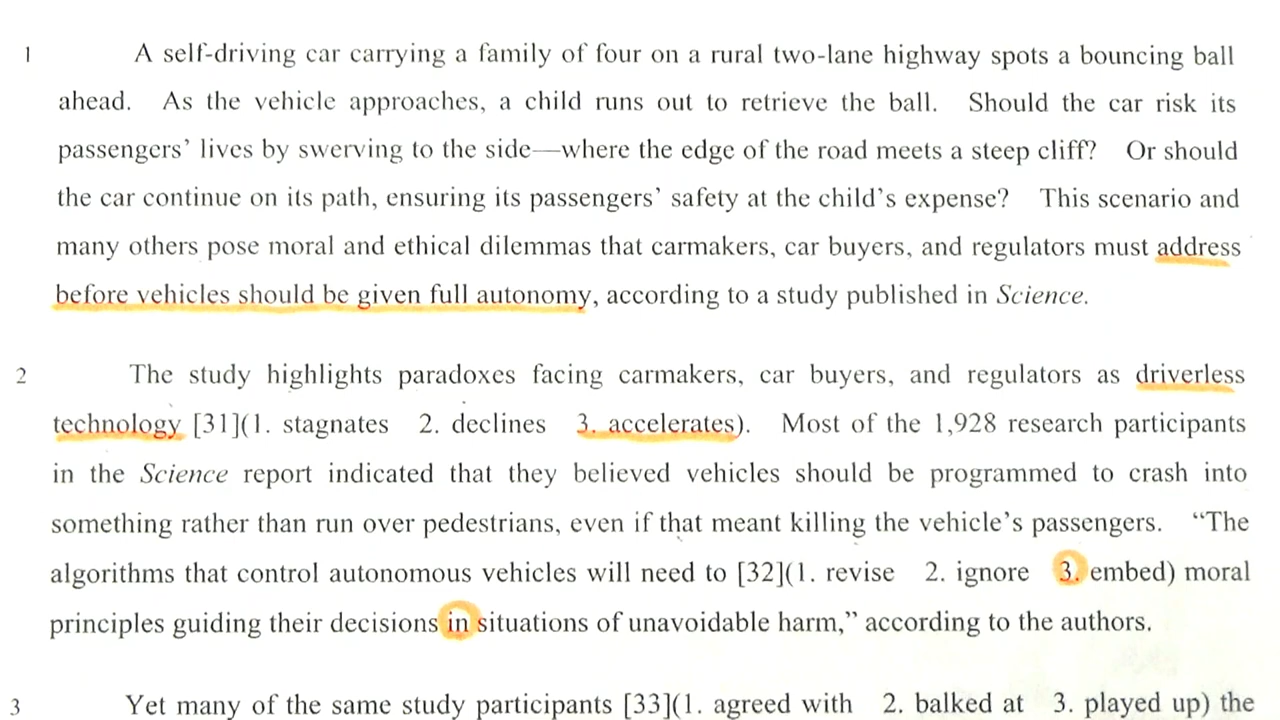 1 A self-driving car carrying a family of four on a rural two-lane highway spots a bouncing ball
ahead. As the vehicle approaches, a child runs out to retrieve the ball. Should the car risk its
passengers' lives by swerving to the side—where the edge of the road meets a steep cliff? Or should
the car continue on its path, ensuring its passengers' safety at the child's expense? This scenario and
many others pose moral and ethical dilemmas that carmakers, car buyers, and regulators must address
before vehicles should be given full autonomy, according to a study published in Science.
2 The study highlights paradoxes facing carmakers, car buyers, and regulators as driverless
technology [31](1. stagnates 2. declines 3. accelerates). Most of the 1,928 research participants
in the Science report indicated that they believed vehicles should be programmed to crash into
something rather than run over pedestrians, even if that meant killing the vehicle's passengers. “The
algorithms that control autonomous vehicles will need to [32](1. revise 2. ignore 3. embed) moral
principles guiding their decisions in situations of unavoidable harm,” according to the authors.
3 Yet many of the same study participants [33](1. agreed with 2. balked at 3. played up) the